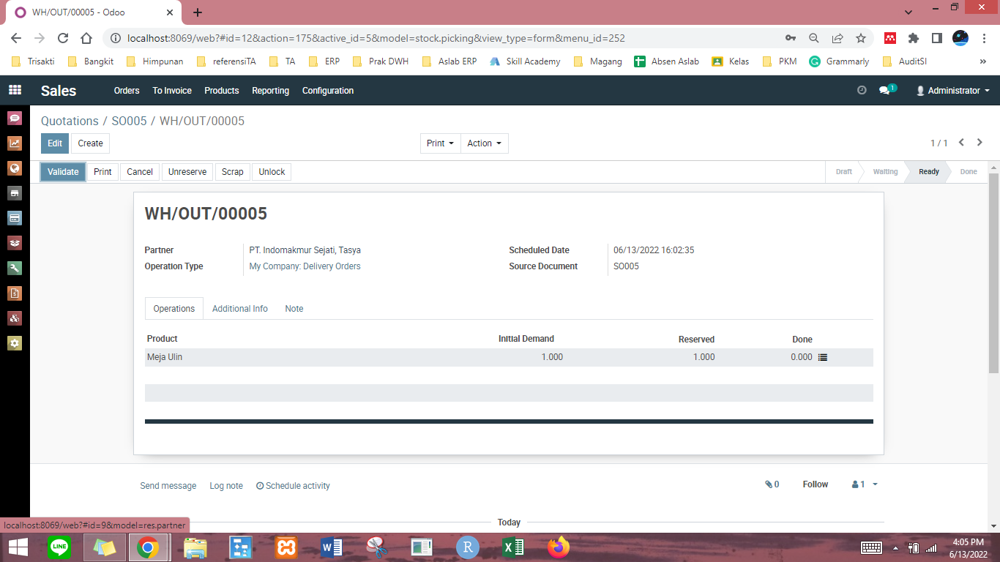 WH/OUT/00005 - Odoo
localhost:8069/web?#id=12&action=175&active_id=5&model=stock.picking&view_type=form&menu_id=252
Trisakti Bangkit Himpunan referensiTA TA ERP Prak DWH Aslab ERP Skill Academy Magang Absen Aslab Kelas PKM Grammarly AuditSI »
Sales Orders To Invoice Products Reporting Configuration 1 Administrator
Quotations / SO005 / WH/OUT/00005
Edit Create Print Action 1 / 1
Validate Print Cancel Unreserve Scrap Unlock Draft Waiting Ready Done
WH/OUT/00005
Partner PT. Indomakmur Sejati, Tasya Scheduled Date 06/13/2022 16:02:35
Operation Type My Company: Delivery Orders Source Document SO005
Operations Additional Info Note
Product Initial Demand Reserved Done
Meja Ulin 1.000 1.000 0.000
Send message Log note Schedule activity 0 Follow 1
Today
localhost:8069/web?#id=9&model=res.partner
LINE
4:05 PM
6/13/2022